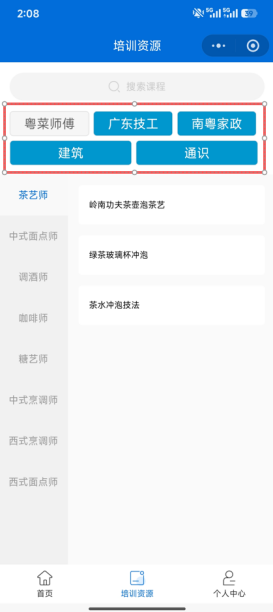 2:08
培训资源
搜索课程
粤菜师傅 广东技工 南粤家政
建筑 通识
茶艺师
中式面点师
调酒师
咖啡师
糖艺师
中式烹调师
西式烹调师
西式面点师
岭南功夫茶壶泡茶艺
绿茶玻璃杯冲泡
茶水冲泡技法
首页 培训资源 个人中心